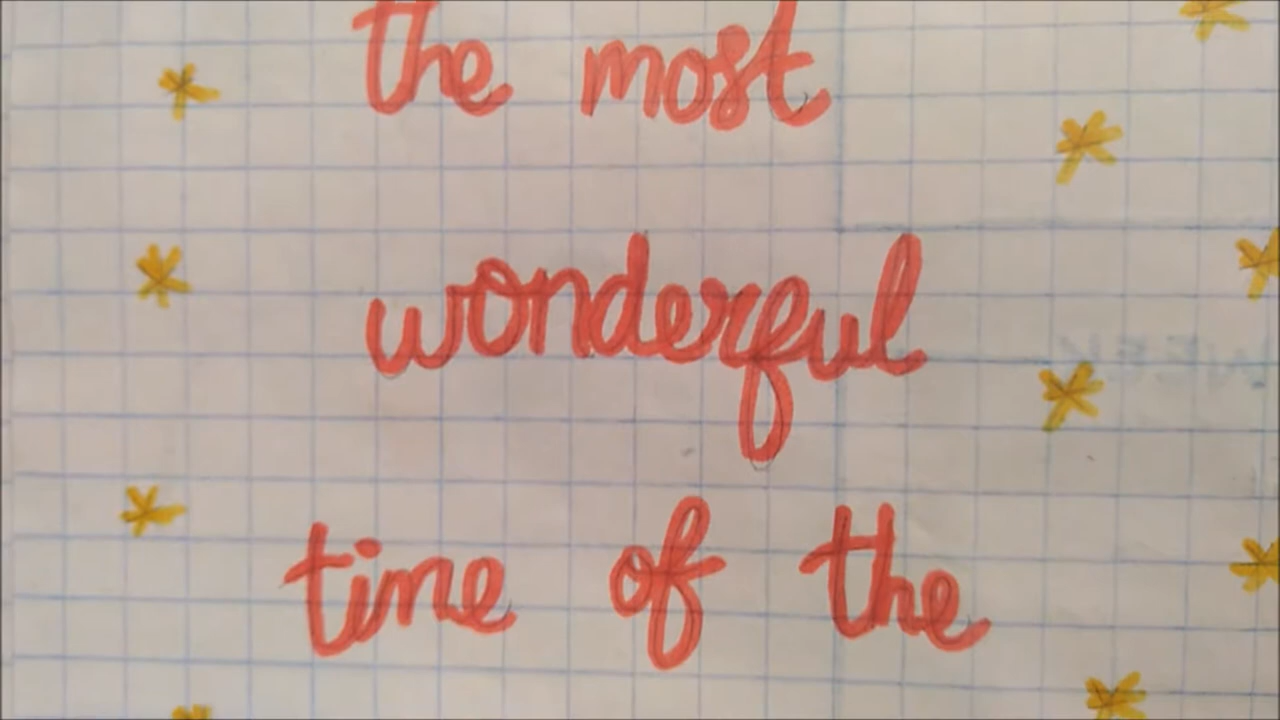 the most
wonderful
time of the